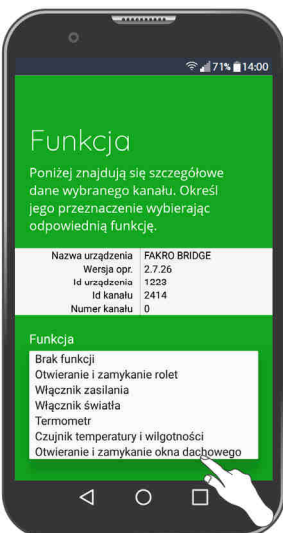 71% 14:00
Funkcja
Poniżej znajdują się szczegółowe
dane wybranego kanału. Określ
jego przeznaczenie wybierając
odpowiednią funkcję.
Nazwa urządzenia FAKRO BRIDGE
Wersja opr. 2.7.26
Id urządzenia 1223
Id kanału 2414
Numer kanału 0
Funkcja
Brak funkcji
Otwieranie i zamykanie rolet
Włącznik zasilania
Włącznik światła
Termometr
Czujnik temperatury i wilgotności
Otwieranie i zamykanie okna dachowego